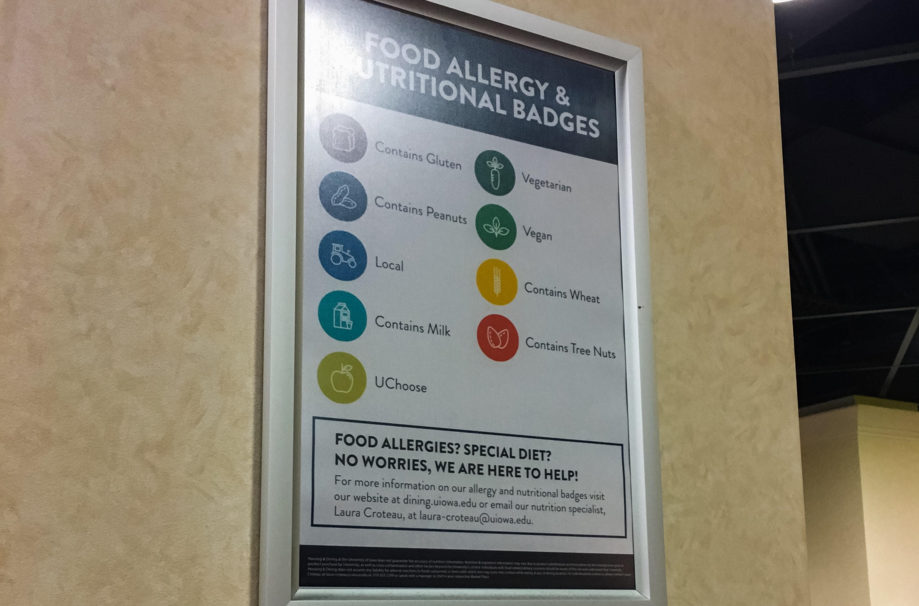 FOOD ALLERGY &
NUTRITIONAL BADGES
Contains Gluten
Contains Peanuts
Local
Contains Milk
UChoose
Vegetarian
Vegan
Contains Wheat
Contains Tree Nuts
FOOD ALLERGIES? SPECIAL DIET?
NO WORRIES, WE ARE HERE TO HELP!
For more information on our allergy and nutritional badges visit
our website at dining.uiowa.edu or email our nutrition specialist,
Laura Croteau, at laura-croteau@uiowa.edu.